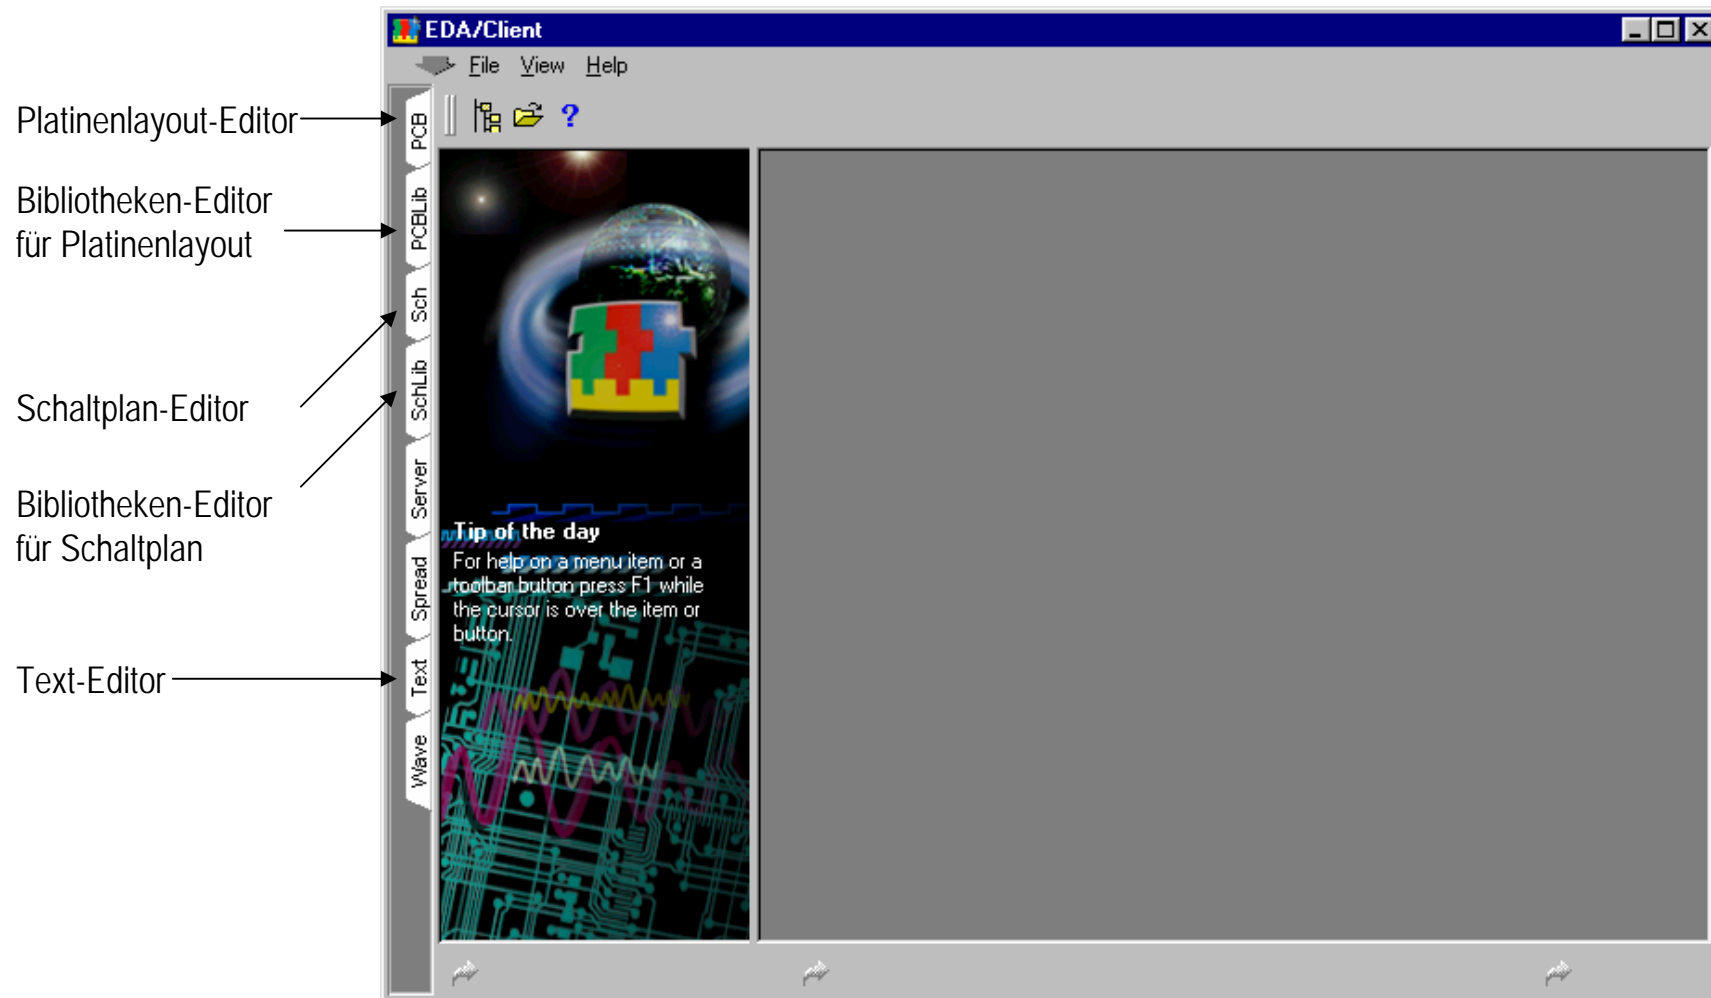 EDA/Client
File View Help
Platinenlayout-Editor
Bibliotheken-Editor
für Platinenlayout
Schaltplan-Editor
Bibliotheken-Editor
für Schaltplan
Text-Editor
PCB
PCBLib
Sch
SchLib
Server
Spread
Text
Wave
?
Tip of the day
For help on a menu item or a
toolbar button press F1 while
the cursor is over the item or
button.